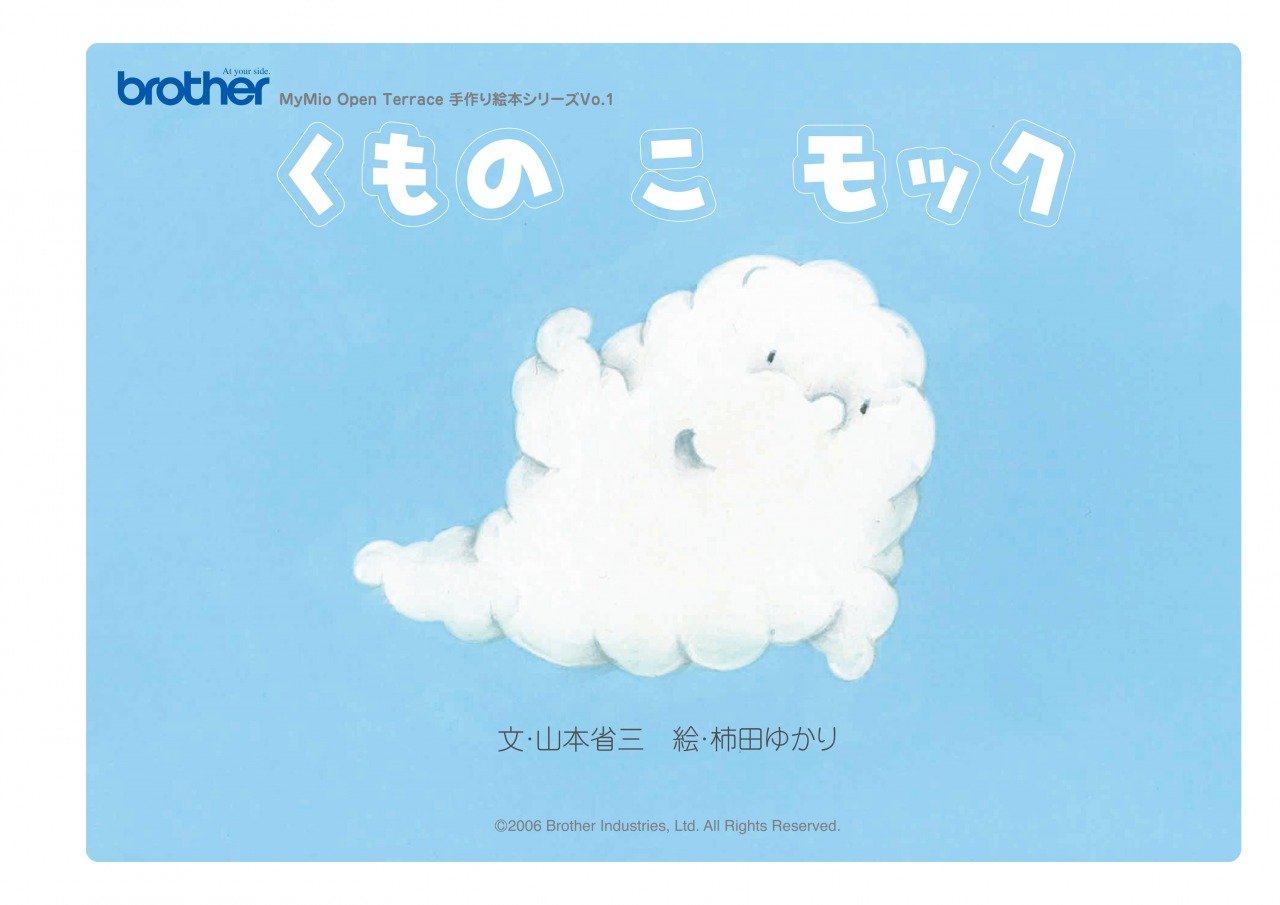 At your side.
brother
MyMio Open Terrace 手作り絵本シリーズVo.1
くもの こ モック
文・山本省三　絵・柿田ゆかり
©2006 Brother Industries, Ltd. All Rights Reserved.